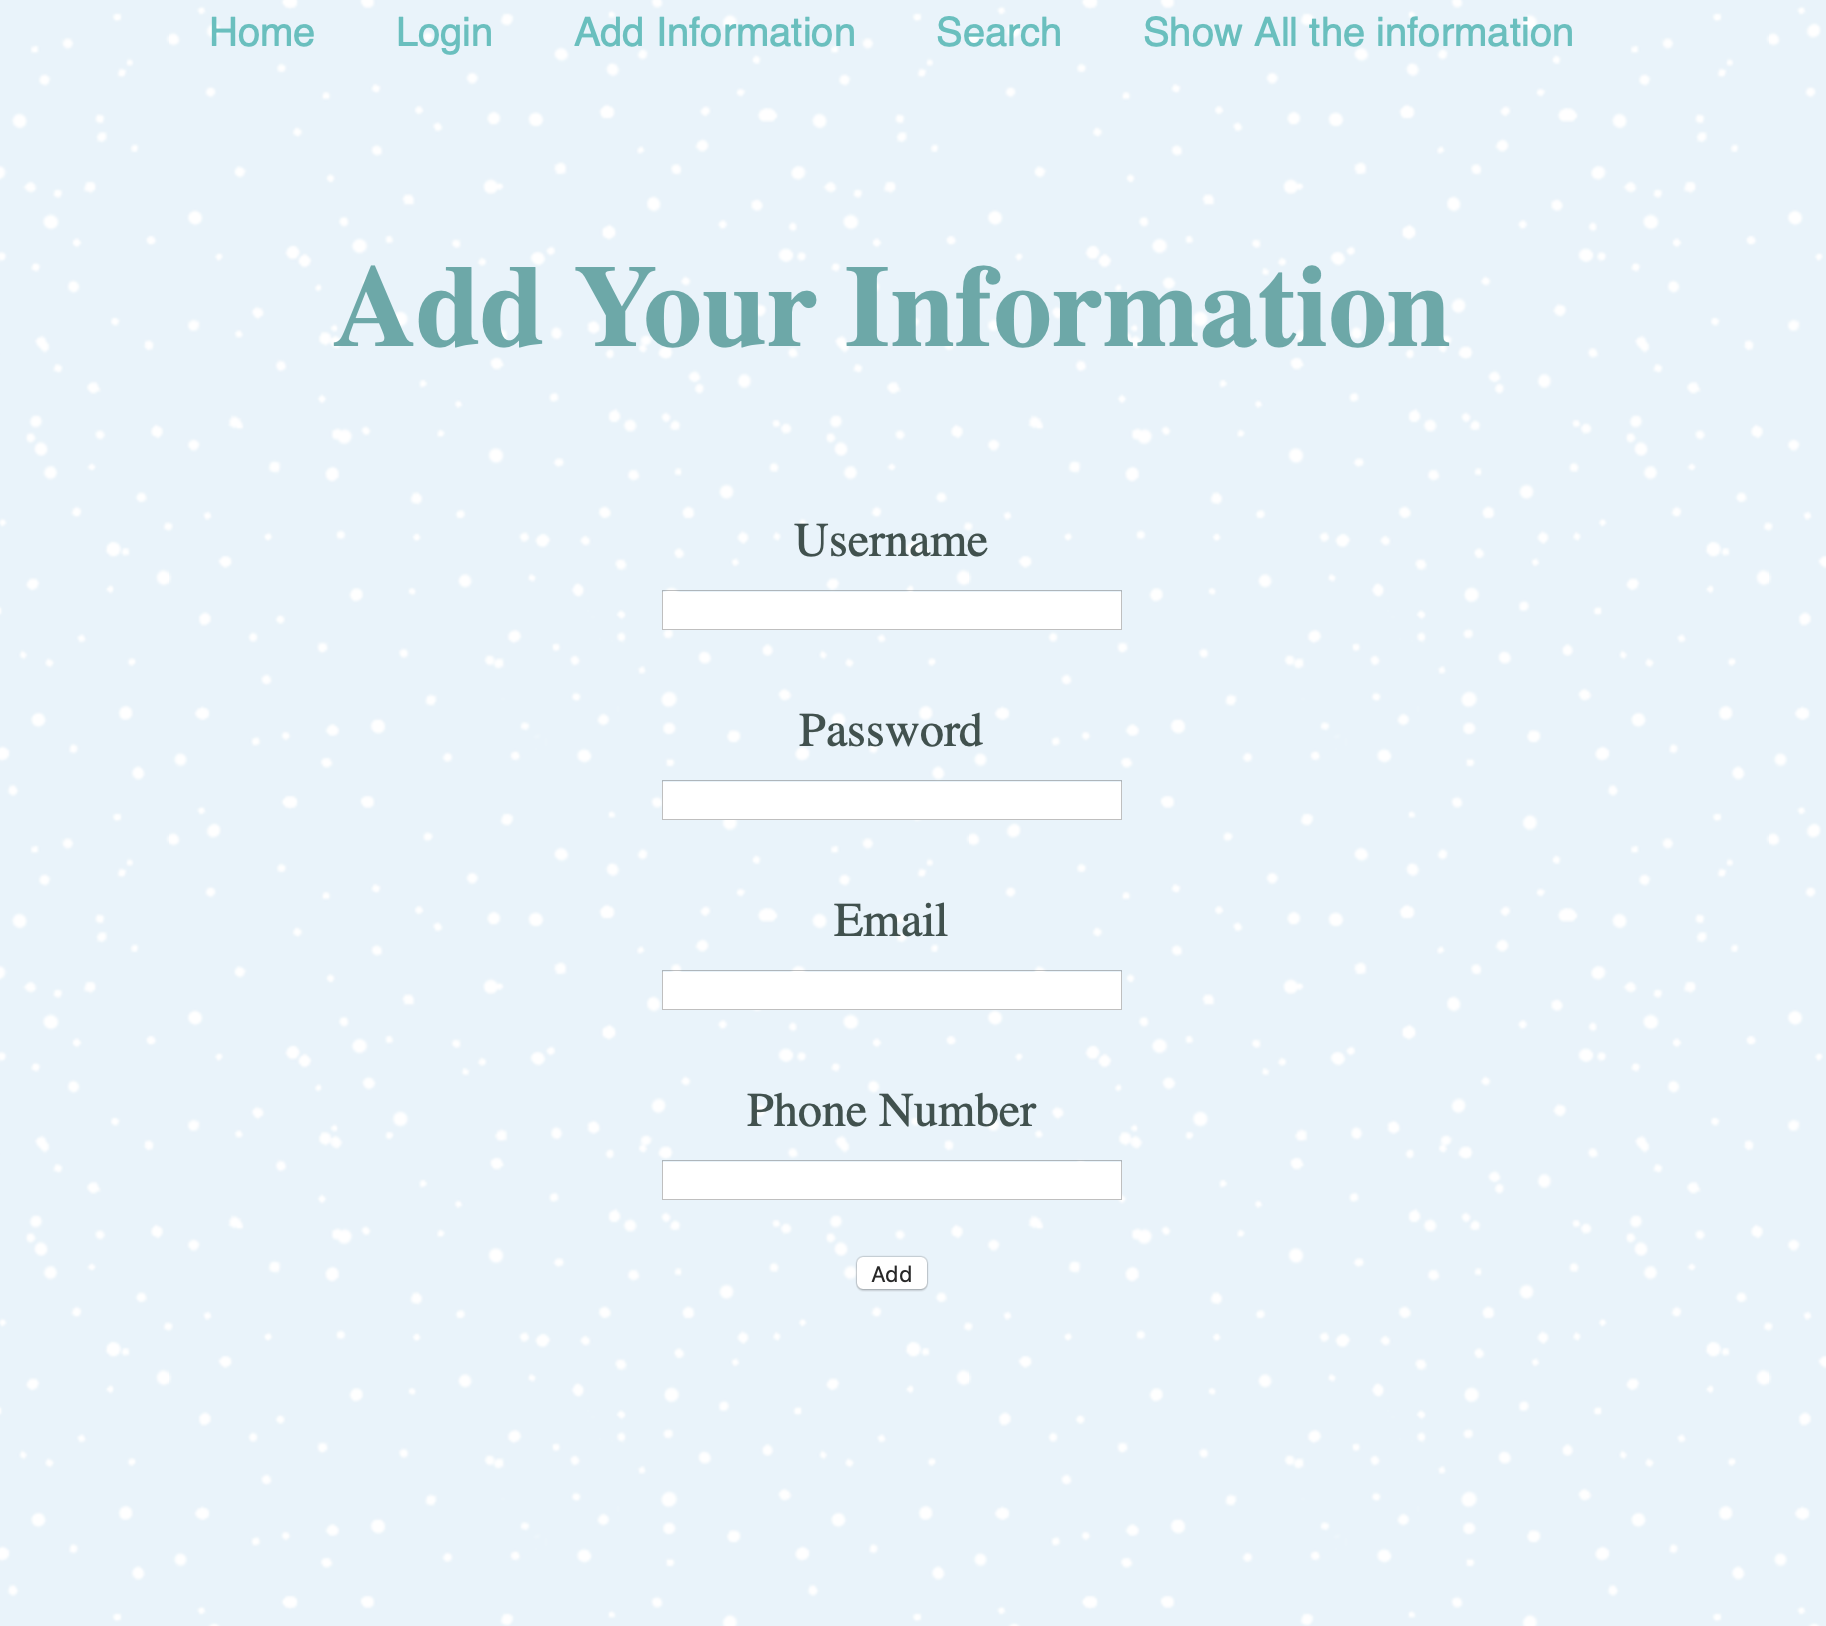 Home Login Add Information Search Show All the information
Add Your Information
Username
Password
Email
Phone Number
Add